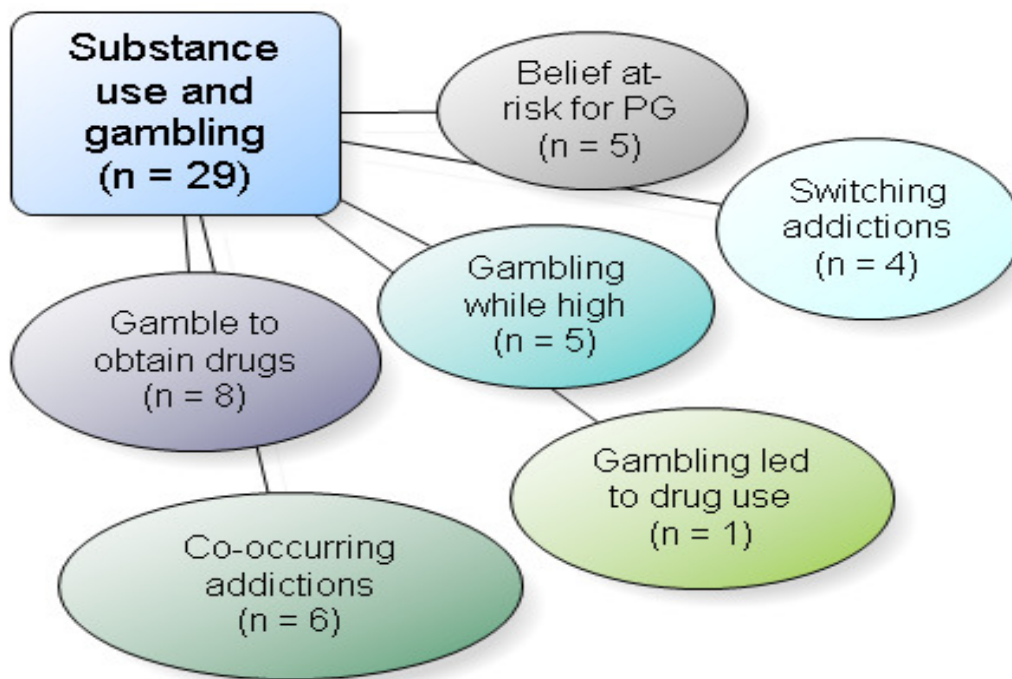 Substance
use and
gambling
(n = 29)
Belief at-
risk for PG
(n = 5)
Switching
addictions
(n = 4)
Gambling
while high
(n = 5)
Gamble to
obtain drugs
(n = 8)
Gambling led
to drug use
(n = 1)
Co-occurring
addictions
(n = 6)